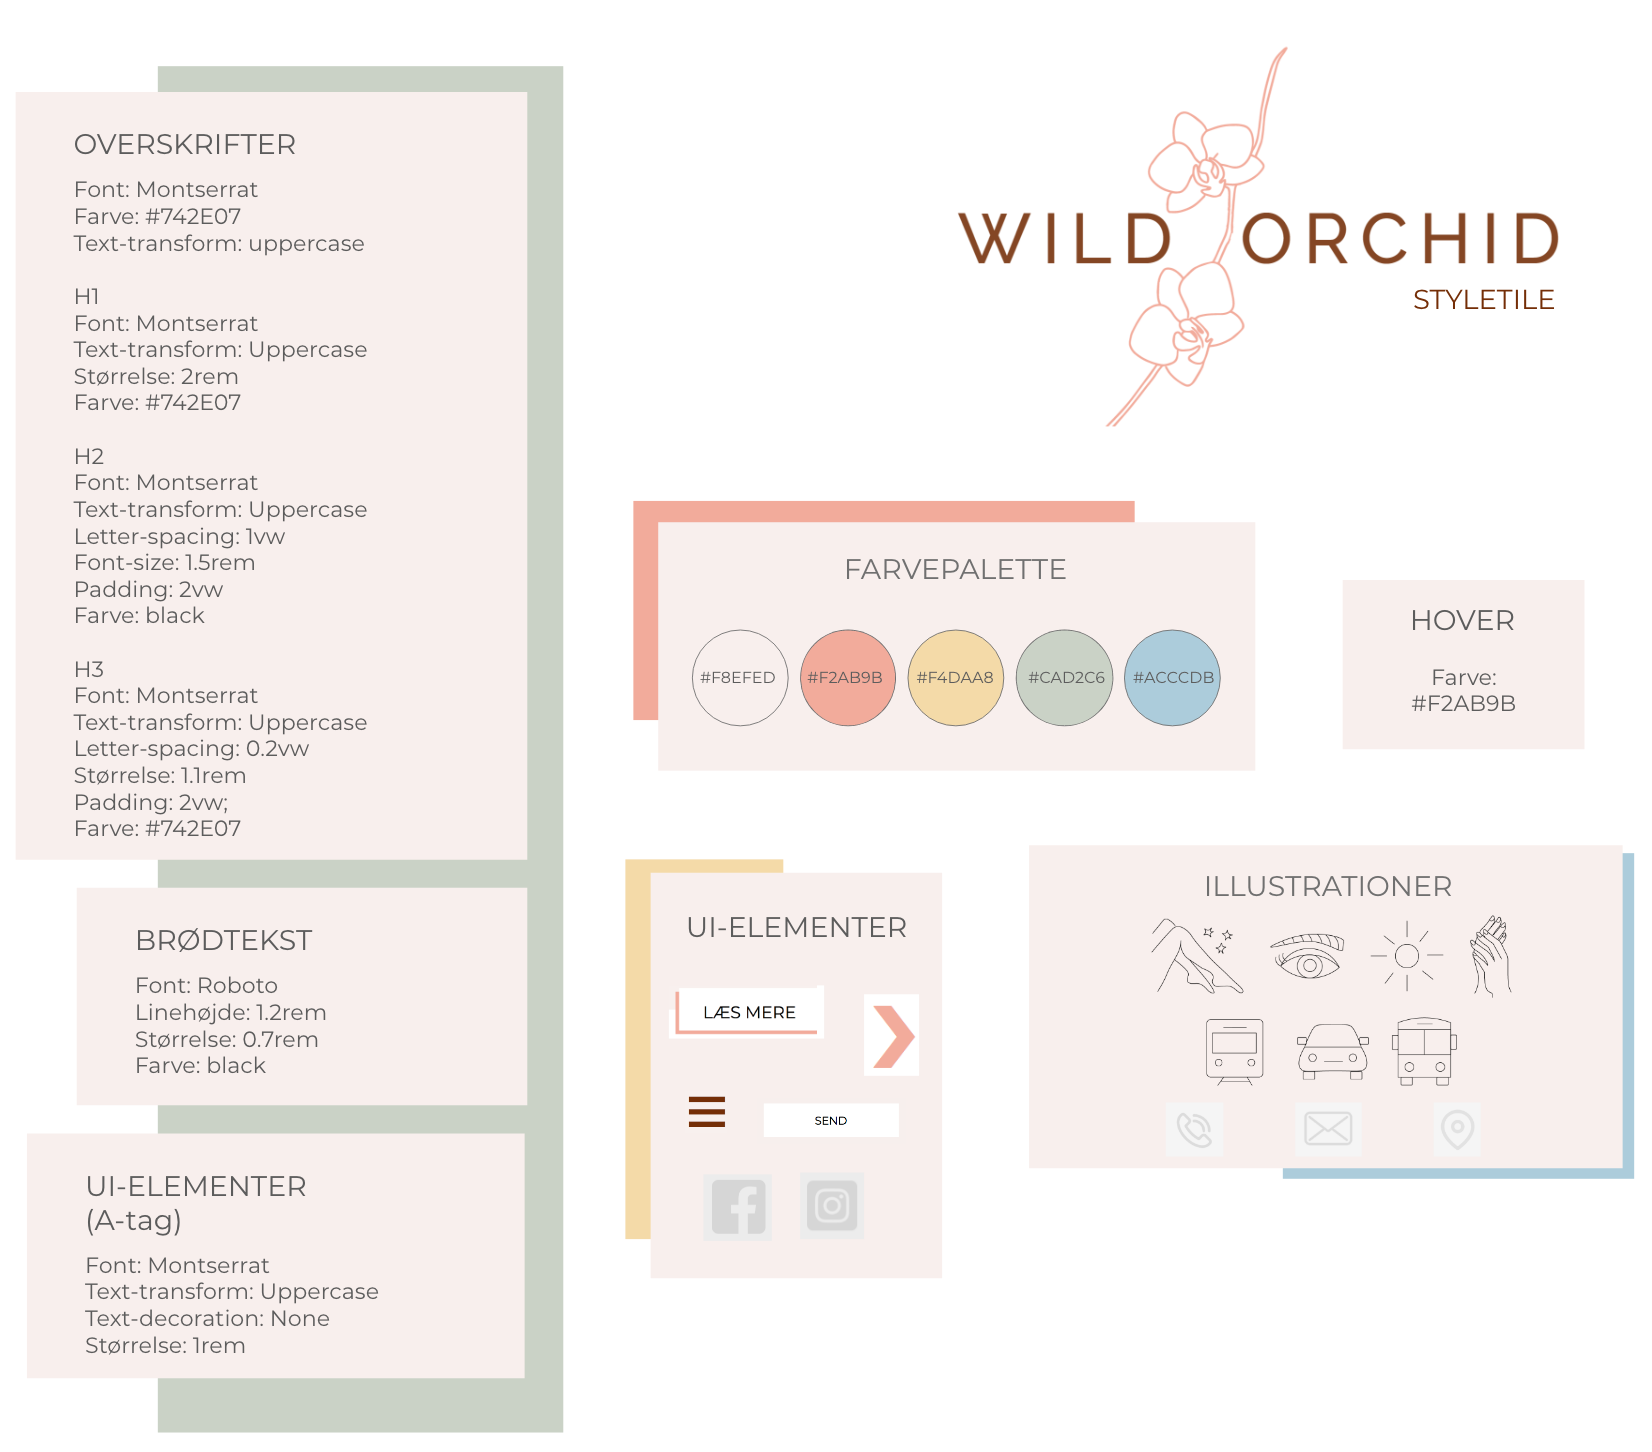 OVERSKRIFTER
Font: Montserrat
Farve: #742E07
Text-transform: uppercase
H1
Font: Montserrat
Text-transform: Uppercase
Størrelse: 2rem
Farve: #742E07
H2
Font: Montserrat
Text-transform: Uppercase
Letter-spacing: 1vw
Font-size: 1.5rem
Padding: 2vw
Farve: black
H3
Font: Montserrat
Text-transform: Uppercase
Letter-spacing: 0.2vw
Størrelse: 1.1rem
Padding: 2vw;
Farve: #742E07
BRØDTEKST
Font: Roboto
Linehøjde: 1.2rem
Størrelse: 0.7rem
Farve: black
UI-ELEMENTER
(A-tag)
Font: Montserrat
Text-transform: Uppercase
Text-decoration: None
Størrelse: 1rem
WILD ORCHID
STYLETILE
FARVEPALETTE
#F8EFED #F2AB9B #F4DAA8 #CAD2C6 #ACCCDB
HOVER
Farve:
#F2AB9B
UI-ELEMENTER
LÆS MERE
SEND
ILLUSTRATIONER